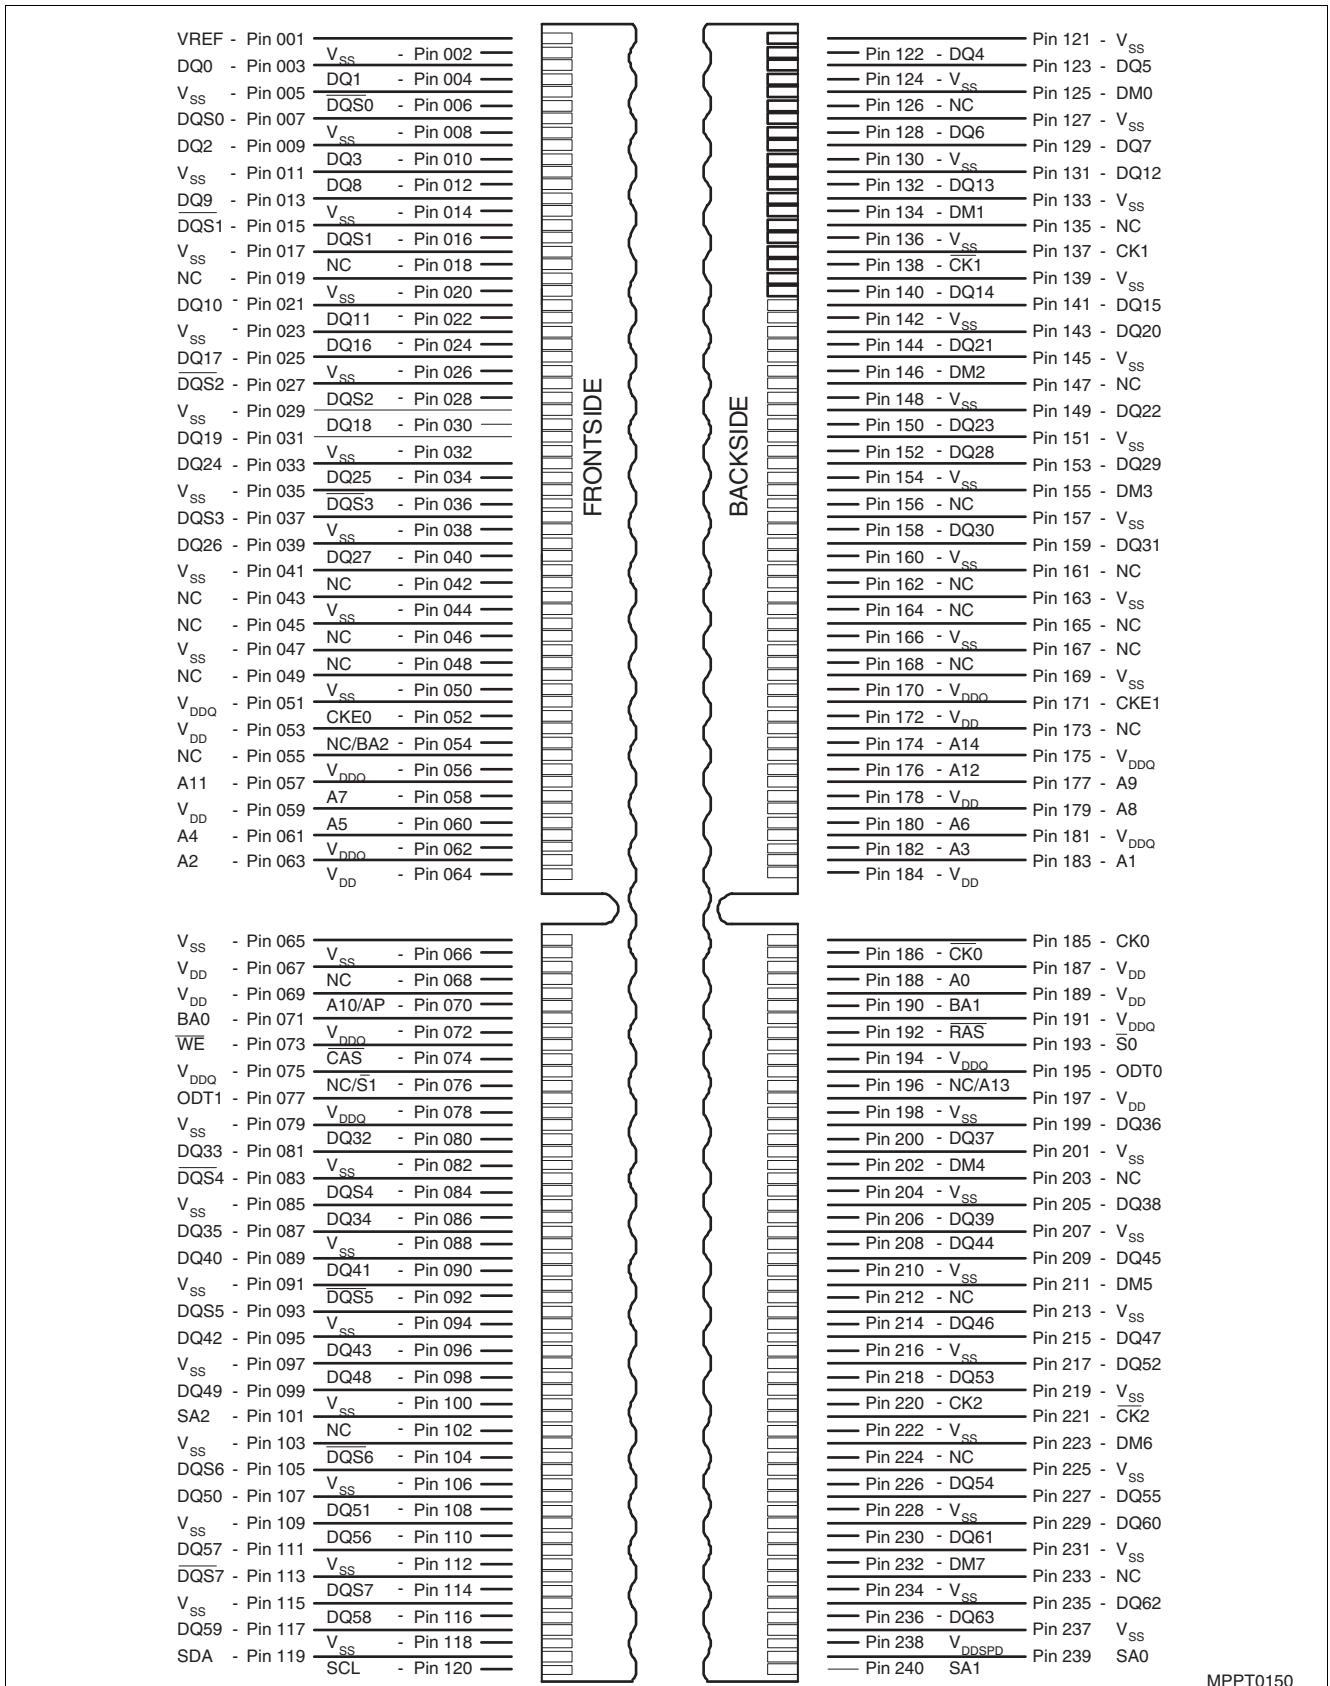 VREF - Pin 001
VSS - Pin 002
DQ0 - Pin 003
DQ1 - Pin 004
VSS - Pin 005
D̅Q̅S̅0̅ - Pin 006
DQS0 - Pin 007
VSS - Pin 008
DQ2 - Pin 009
DQ3 - Pin 010
VSS - Pin 011
DQ8 - Pin 012
DQ9 - Pin 013
VSS - Pin 014
D̅Q̅S̅1̅ - Pin 015
DQS1 - Pin 016
VSS - Pin 017
NC - Pin 018
NC - Pin 019
VSS - Pin 020
DQ10 - Pin 021
DQ11 - Pin 022
VSS - Pin 023
DQ16 - Pin 024
DQ17 - Pin 025
VSS - Pin 026
D̅Q̅S̅2̅ - Pin 027
DQS2 - Pin 028
VSS - Pin 029
DQ18 - Pin 030
DQ19 - Pin 031
VSS - Pin 032
DQ24 - Pin 033
DQ25 - Pin 034
VSS - Pin 035
D̅Q̅S̅3̅ - Pin 036
DQS3 - Pin 037
VSS - Pin 038
DQ26 - Pin 039
DQ27 - Pin 040
VSS - Pin 041
NC - Pin 042
NC - Pin 043
VSS - Pin 044
NC - Pin 045
NC - Pin 046
VSS - Pin 047
NC - Pin 048
NC - Pin 049
VSS - Pin 050
VDDQ - Pin 051
CKE0 - Pin 052
VDD - Pin 053
NC/BA2 - Pin 054
NC - Pin 055
VDDQ - Pin 056
A11 - Pin 057
A7 - Pin 058
VDD - Pin 059
A5 - Pin 060
A4 - Pin 061
VDDQ - Pin 062
A2 - Pin 063
VDD - Pin 064
VSS - Pin 065
VSS - Pin 066
VDD - Pin 067
NC - Pin 068
VDD - Pin 069
A10/AP - Pin 070
BA0 - Pin 071
VDDQ - Pin 072
W̅E̅ - Pin 073
C̅A̅S̅ - Pin 074
VDDQ - Pin 075
NC/S̅1 - Pin 076
ODT1 - Pin 077
VDDQ - Pin 078
VSS - Pin 079
DQ32 - Pin 080
DQ33 - Pin 081
VSS - Pin 082
D̅Q̅S̅4̅ - Pin 083
DQS4 - Pin 084
VSS - Pin 085
DQ34 - Pin 086
DQ35 - Pin 087
VSS - Pin 088
DQ40 - Pin 089
DQ41 - Pin 090
VSS - Pin 091
D̅Q̅S̅5̅ - Pin 092
DQS5 - Pin 093
VSS - Pin 094
DQ42 - Pin 095
DQ43 - Pin 096
VSS - Pin 097
DQ48 - Pin 098
DQ49 - Pin 099
VSS - Pin 100
SA2 - Pin 101
NC - Pin 102
VSS - Pin 103
D̅Q̅S̅6̅ - Pin 104
DQS6 - Pin 105
VSS - Pin 106
DQ50 - Pin 107
DQ51 - Pin 108
VSS - Pin 109
DQ56 - Pin 110
DQ57 - Pin 111
VSS - Pin 112
D̅Q̅S̅7̅ - Pin 113
DQS7 - Pin 114
VSS - Pin 115
DQ58 - Pin 116
DQ59 - Pin 117
VSS - Pin 118
SDA - Pin 119
SCL - Pin 120
FRONTSIDE
BACKSIDE
Pin 121 - VSS
Pin 122 - DQ4
Pin 123 - DQ5
Pin 124 - VSS
Pin 125 - DM0
Pin 126 - NC
Pin 127 - VSS
Pin 128 - DQ6
Pin 129 - DQ7
Pin 130 - VSS
Pin 131 - DQ12
Pin 132 - DQ13
Pin 133 - VSS
Pin 134 - DM1
Pin 135 - NC
Pin 136 - VSS
Pin 137 - CK1
Pin 138 - C̅K̅1̅
Pin 139 - VSS
Pin 140 - DQ14
Pin 141 - DQ15
Pin 142 - VSS
Pin 143 - DQ20
Pin 144 - DQ21
Pin 145 - VSS
Pin 146 - DM2
Pin 147 - NC
Pin 148 - VSS
Pin 149 - DQ22
Pin 150 - DQ23
Pin 151 - VSS
Pin 152 - DQ28
Pin 153 - DQ29
Pin 154 - VSS
Pin 155 - DM3
Pin 156 - NC
Pin 157 - VSS
Pin 158 - DQ30
Pin 159 - DQ31
Pin 160 - VSS
Pin 161 - NC
Pin 162 - NC
Pin 163 - VSS
Pin 164 - NC
Pin 165 - NC
Pin 166 - VSS
Pin 167 - NC
Pin 168 - NC
Pin 169 - VSS
Pin 170 - VDDQ
Pin 171 - CKE1
Pin 172 - VDD
Pin 173 - NC
Pin 174 - A14
Pin 175 - VDDQ
Pin 176 - A12
Pin 177 - A9
Pin 178 - VDD
Pin 179 - A8
Pin 180 - A6
Pin 181 - VDDQ
Pin 182 - A3
Pin 183 - A1
Pin 184 - VDD
Pin 185 - CK0
Pin 186 - C̅K̅0̅
Pin 187 - VDD
Pin 188 - A0
Pin 189 - VDD
Pin 190 - BA1
Pin 191 - VDDQ
Pin 192 - R̅A̅S̅
Pin 193 - S̅0
Pin 194 - VDDQ
Pin 195 - ODT0
Pin 196 - NC/A13
Pin 197 - VDD
Pin 198 - VSS
Pin 199 - DQ36
Pin 200 - DQ37
Pin 201 - VSS
Pin 202 - DM4
Pin 203 - NC
Pin 204 - VSS
Pin 205 - DQ38
Pin 206 - DQ39
Pin 207 - VSS
Pin 208 - DQ44
Pin 209 - DQ45
Pin 210 - VSS
Pin 211 - DM5
Pin 212 - NC
Pin 213 - VSS
Pin 214 - DQ46
Pin 215 - DQ47
Pin 216 - VSS
Pin 217 - DQ52
Pin 218 - DQ53
Pin 219 - VSS
Pin 220 - CK2
Pin 221 - C̅K̅2̅
Pin 222 - VSS
Pin 223 - DM6
Pin 224 - NC
Pin 225 - VSS
Pin 226 - DQ54
Pin 227 - DQ55
Pin 228 - VSS
Pin 229 - DQ60
Pin 230 - DQ61
Pin 231 - VSS
Pin 232 - DM7
Pin 233 - NC
Pin 234 - VSS
Pin 235 - DQ62
Pin 236 - DQ63
Pin 237 VSS
Pin 238 VDDSPD
Pin 239 SA0
Pin 240 SA1
MPPT0150